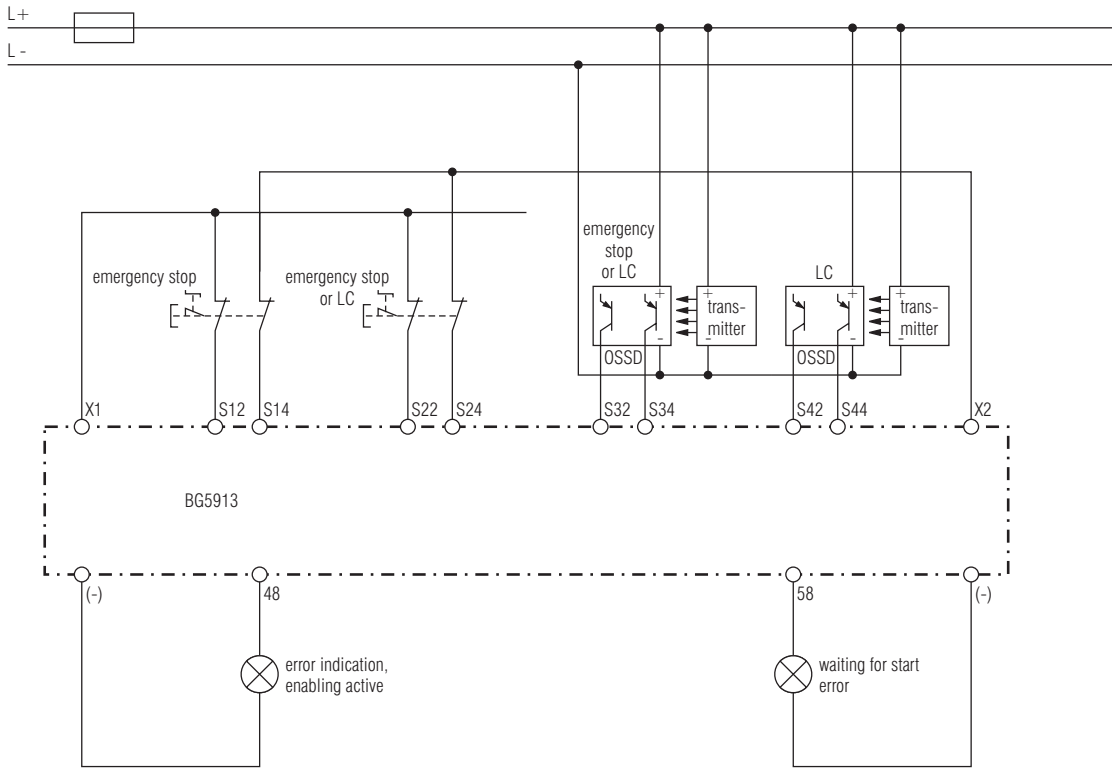 L+
L -
emergency stop
emergency stop
or LC
emergency
stop
or LC
LC
+
-
+
trans-
mitter
-
+
-
+
trans-
mitter
-
OSSD
OSSD
X1
S12
S14
S22
S24
S32
S34
S42
S44
X2
BG5913
(-)
48
58
(-)
error indication,
enabling active
waiting for start
error